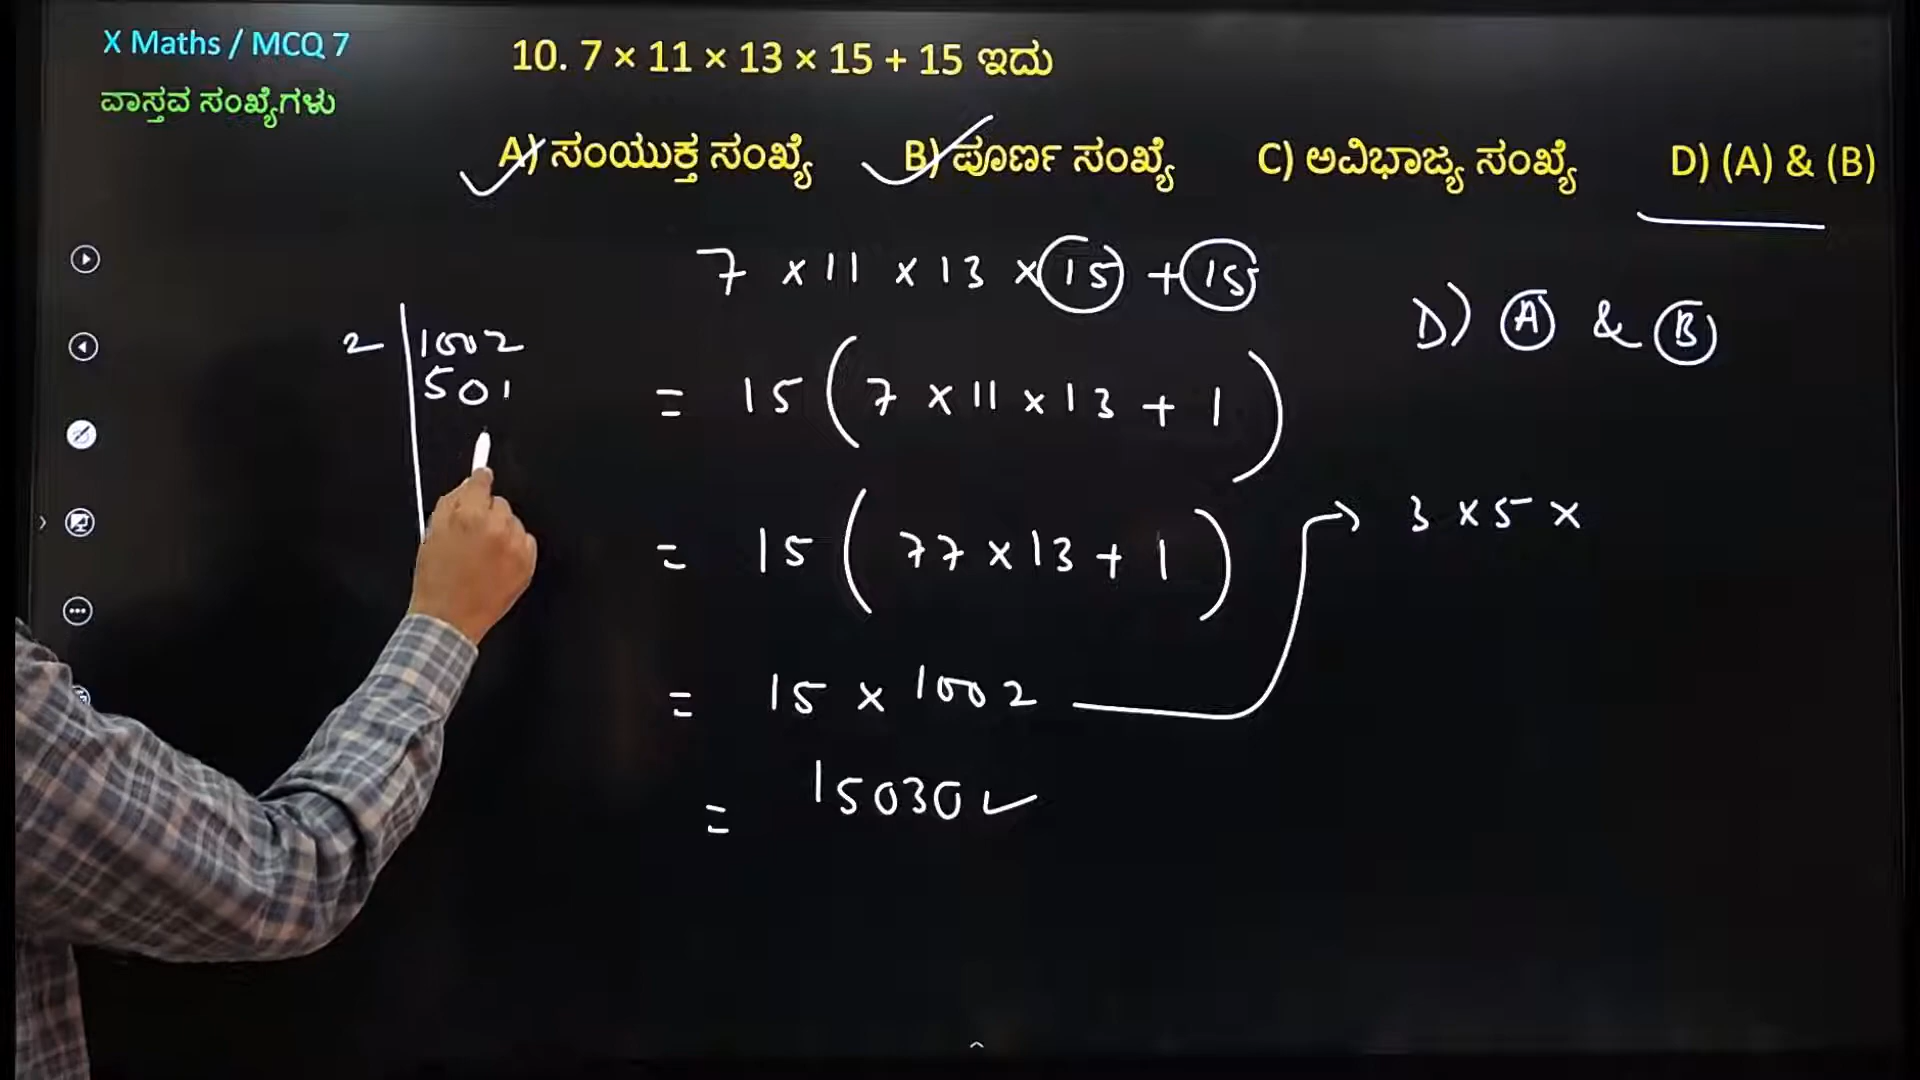 X Maths / MCQ 7
ವಾಸ್ತವ ಸಂಖ್ಯೆಗಳು
10. 7 × 11 × 13 × 15 + 15 ಇದು
A) ಸಂಯುಕ್ತ ಸಂಖ್ಯೆ B) ಪೂರ್ಣ ಸಂಖ್ಯೆ C) ಅವಿಭಾಜ್ಯ ಸಂಖ್ಯೆ D) (A) & (B)
7 × 11 × 13 × 15 + 15
D) A & B
2 1002
501
= 15 ( 7 × 11 × 13 + 1 )
= 15 ( 77 × 13 + 1 )
3 × 5 ×
= 15 × 1002
= 15030